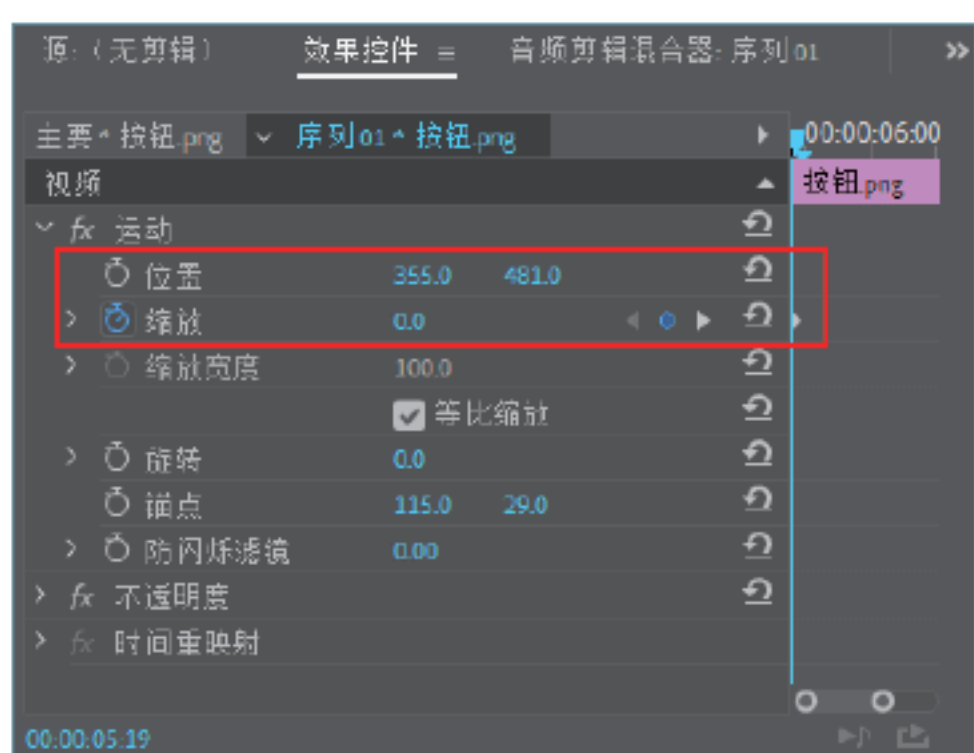 源:（无剪辑） 效果控件 ≡ 音频剪辑混合器: 序列 01 »
主要 * 按钮.png 序列 01 * 按钮.png 00:00:06:00
视频 按钮.png
fx 运动
位置 355.0 481.0
缩放 0.0
缩放宽度 100.0
等比缩放
旋转 0.0
锚点 115.0 29.0
防闪烁滤镜 0.00
fx 不透明度
fx 时间重映射
00:00:05:19